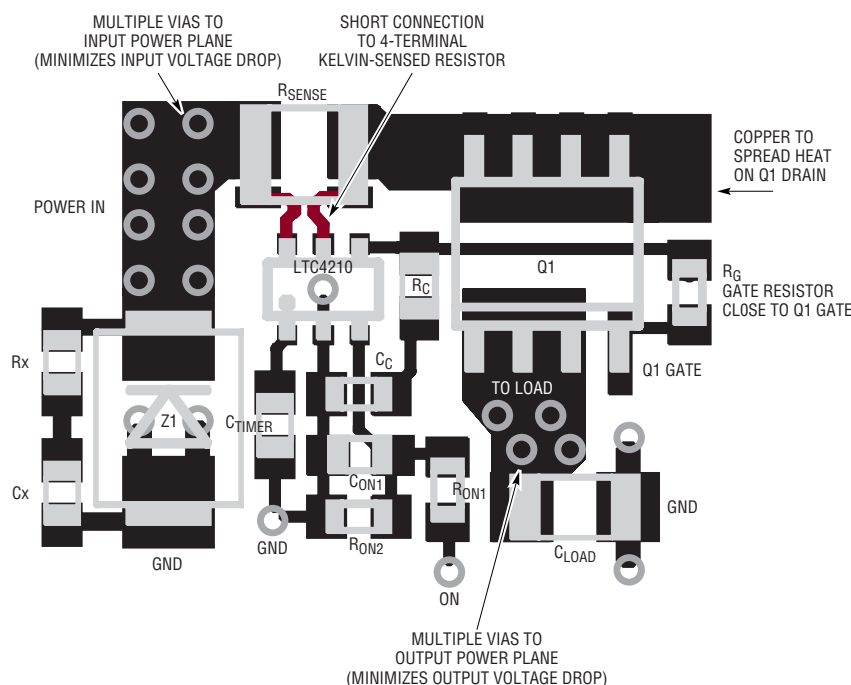 MULTIPLE VIAS TO
INPUT POWER PLANE
(MINIMIZES INPUT VOLTAGE DROP)
SHORT CONNECTION
TO 4-TERMINAL
KELVIN-SENSED RESISTOR
RSENSE
COPPER TO
SPREAD HEAT
ON Q1 DRAIN
POWER IN
LTC4210
Q1
RC
RG
GATE RESISTOR
CLOSE TO Q1 GATE
Rx
CC
Q1 GATE
TO LOAD
Z1
CTIMER
CON1
RON1
Cx
GND
GND
RON2
GND
CLOAD
ON
MULTIPLE VIAS TO
OUTPUT POWER PLANE
(MINIMIZES OUTPUT VOLTAGE DROP)